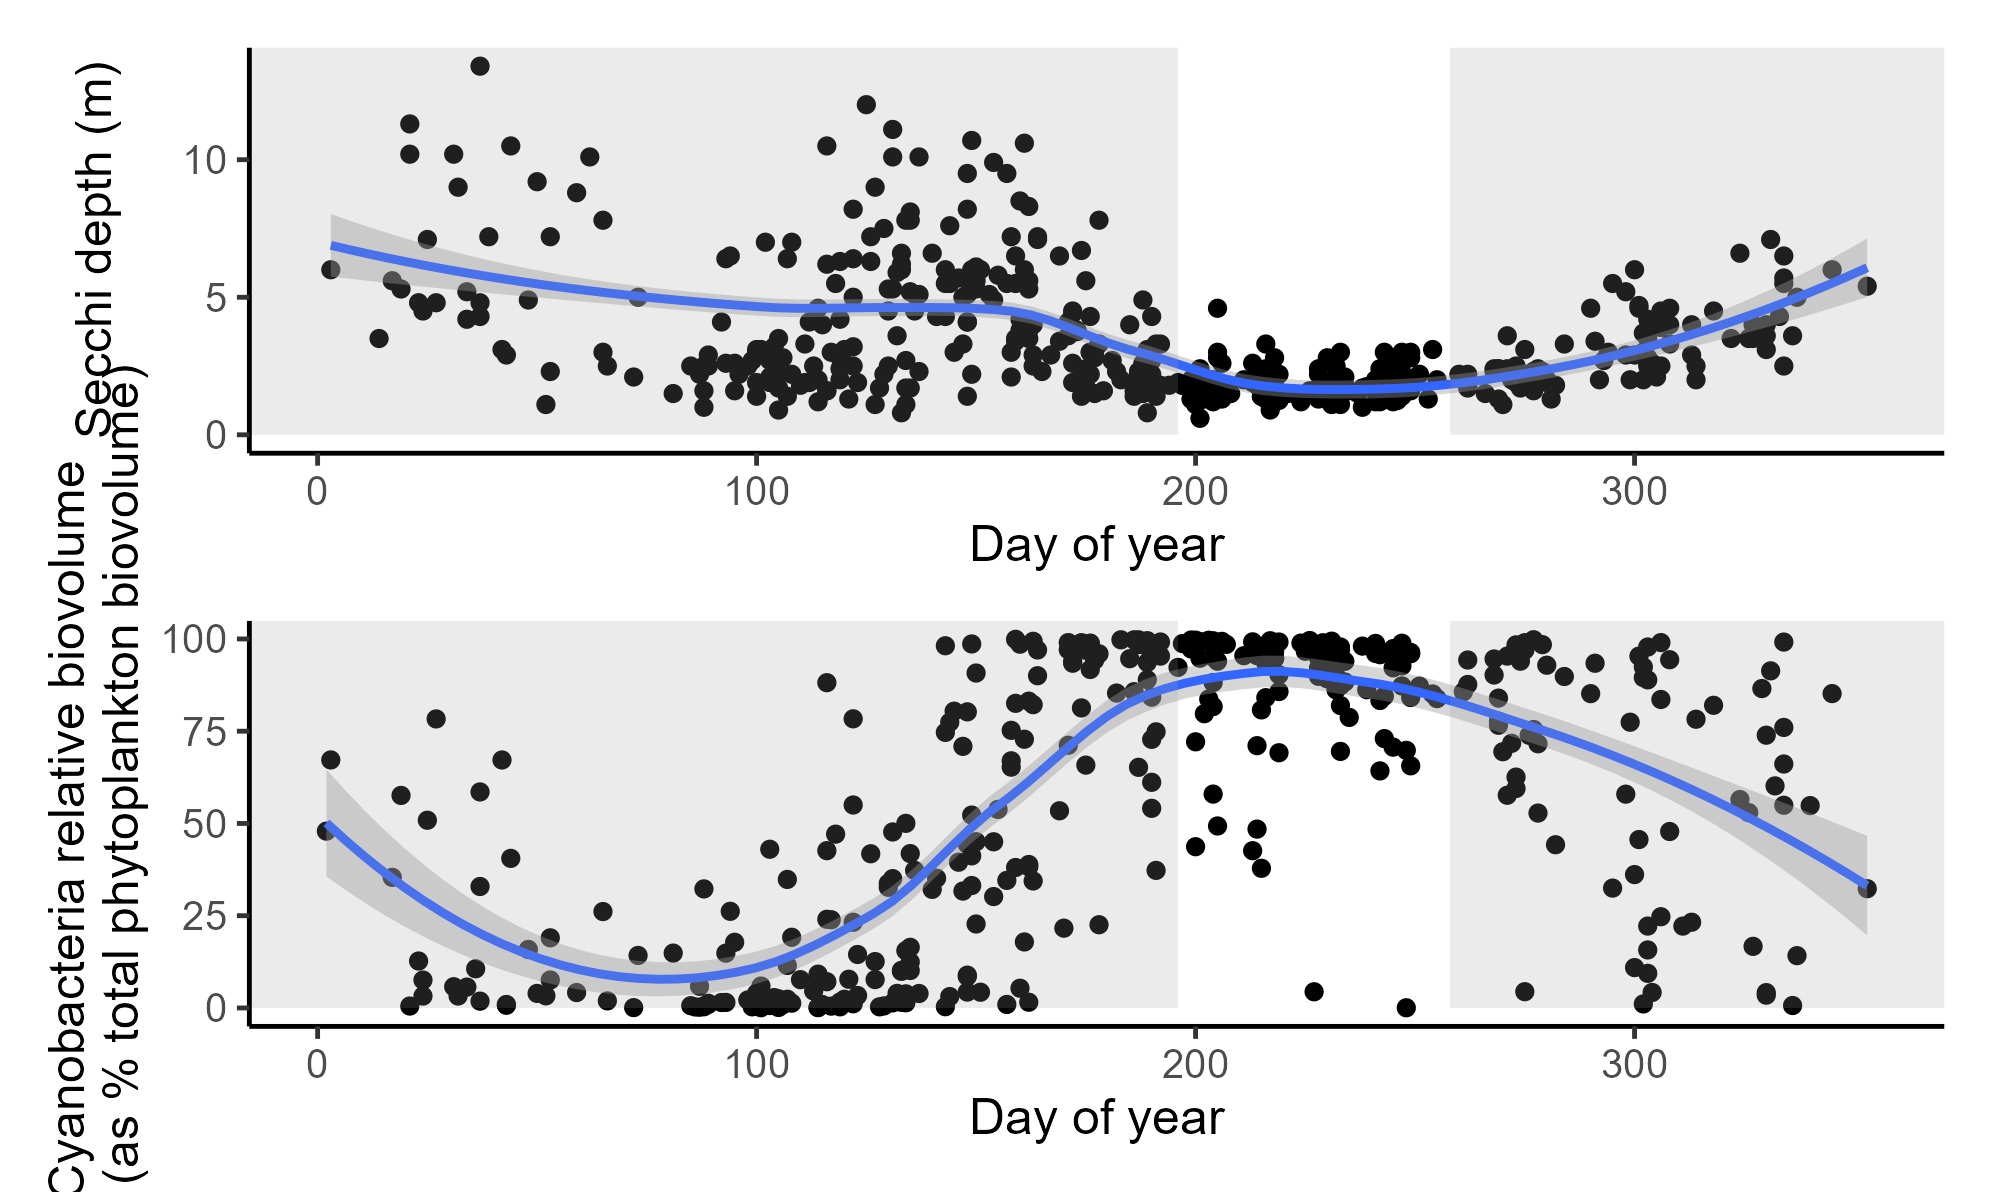 Secchi depth (m)
10
5
0
0 100 200 300
Day of year
Cyanobacteria relative biovolume
(as % total phytoplankton biovolume)
100
75
50
25
0
0 100 200 300
Day of year